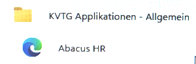 KVTG Applikationen - Allgemein
Abacus HR